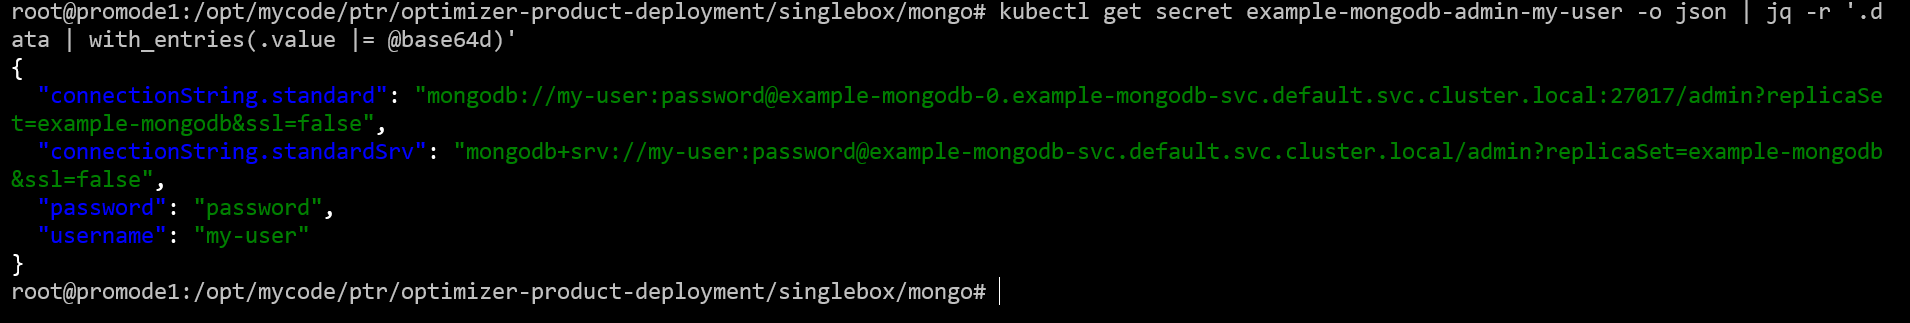 root@promode1:/opt/mycode/ptr/optimizer-product-deployment/singlebox/mongo# kubectl get secret example-mongodb-admin-my-user -o json | jq -r '.d
ata | with_entries(.value |= @base64d)'
{
  "connectionString.standard": "mongodb://my-user:password@example-mongodb-0.example-mongodb-svc.default.svc.cluster.local:27017/admin?replicaSe
t=example-mongodb&ssl=false",
  "connectionString.standardSrv": "mongodb+srv://my-user:password@example-mongodb-svc.default.svc.cluster.local/admin?replicaSet=example-mongodb
&ssl=false",
  "password": "password",
  "username": "my-user"
}
root@promode1:/opt/mycode/ptr/optimizer-product-deployment/singlebox/mongo#